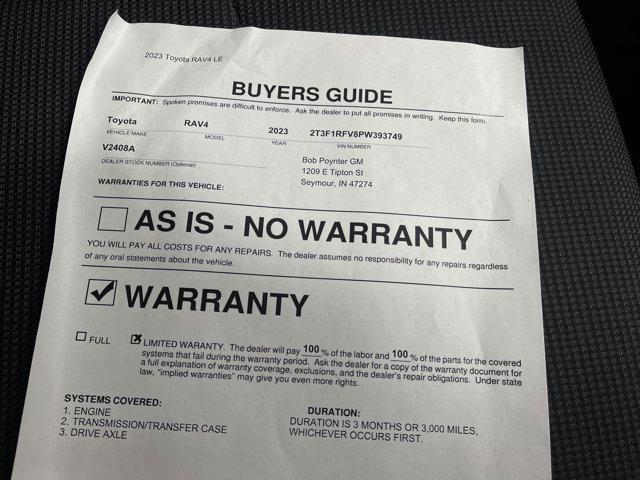 2023 Toyota RAV4 LE
BUYERS GUIDE
IMPORTANT: Spoken promises are difficult to enforce. Ask the dealer to put all promises in writing. Keep this form.
Toyota RAV4 2023 2T3F1RFV8PW393749
VEHICLE MAKE MODEL YEAR VIN NUMBER
V2408A
DEALER STOCK NUMBER (Optional)
Bob Poynter GM
1209 E Tipton St
Seymour, IN 47274
WARRANTIES FOR THIS VEHICLE:
AS IS - NO WARRANTY
YOU WILL PAY ALL COSTS FOR ANY REPAIRS. The dealer assumes no responsibility for any repairs regardless
of any oral statements about the vehicle.
WARRANTY
FULL
LIMITED WARANTY. The dealer will pay 100 % of the labor and 100 % of the parts for the covered
systems that fail during the warranty period. Ask the dealer for a copy of the warranty document for
a full explanation of warranty coverage, exclusions, and the dealer's repair obligations. Under state
law, "implied warranties" may give you even more rights.
SYSTEMS COVERED:
1. ENGINE
2. TRANSMISSION/TRANSFER CASE
3. DRIVE AXLE
DURATION:
DURATION IS 3 MONTHS OR 3,000 MILES,
WHICHEVER OCCURS FIRST.